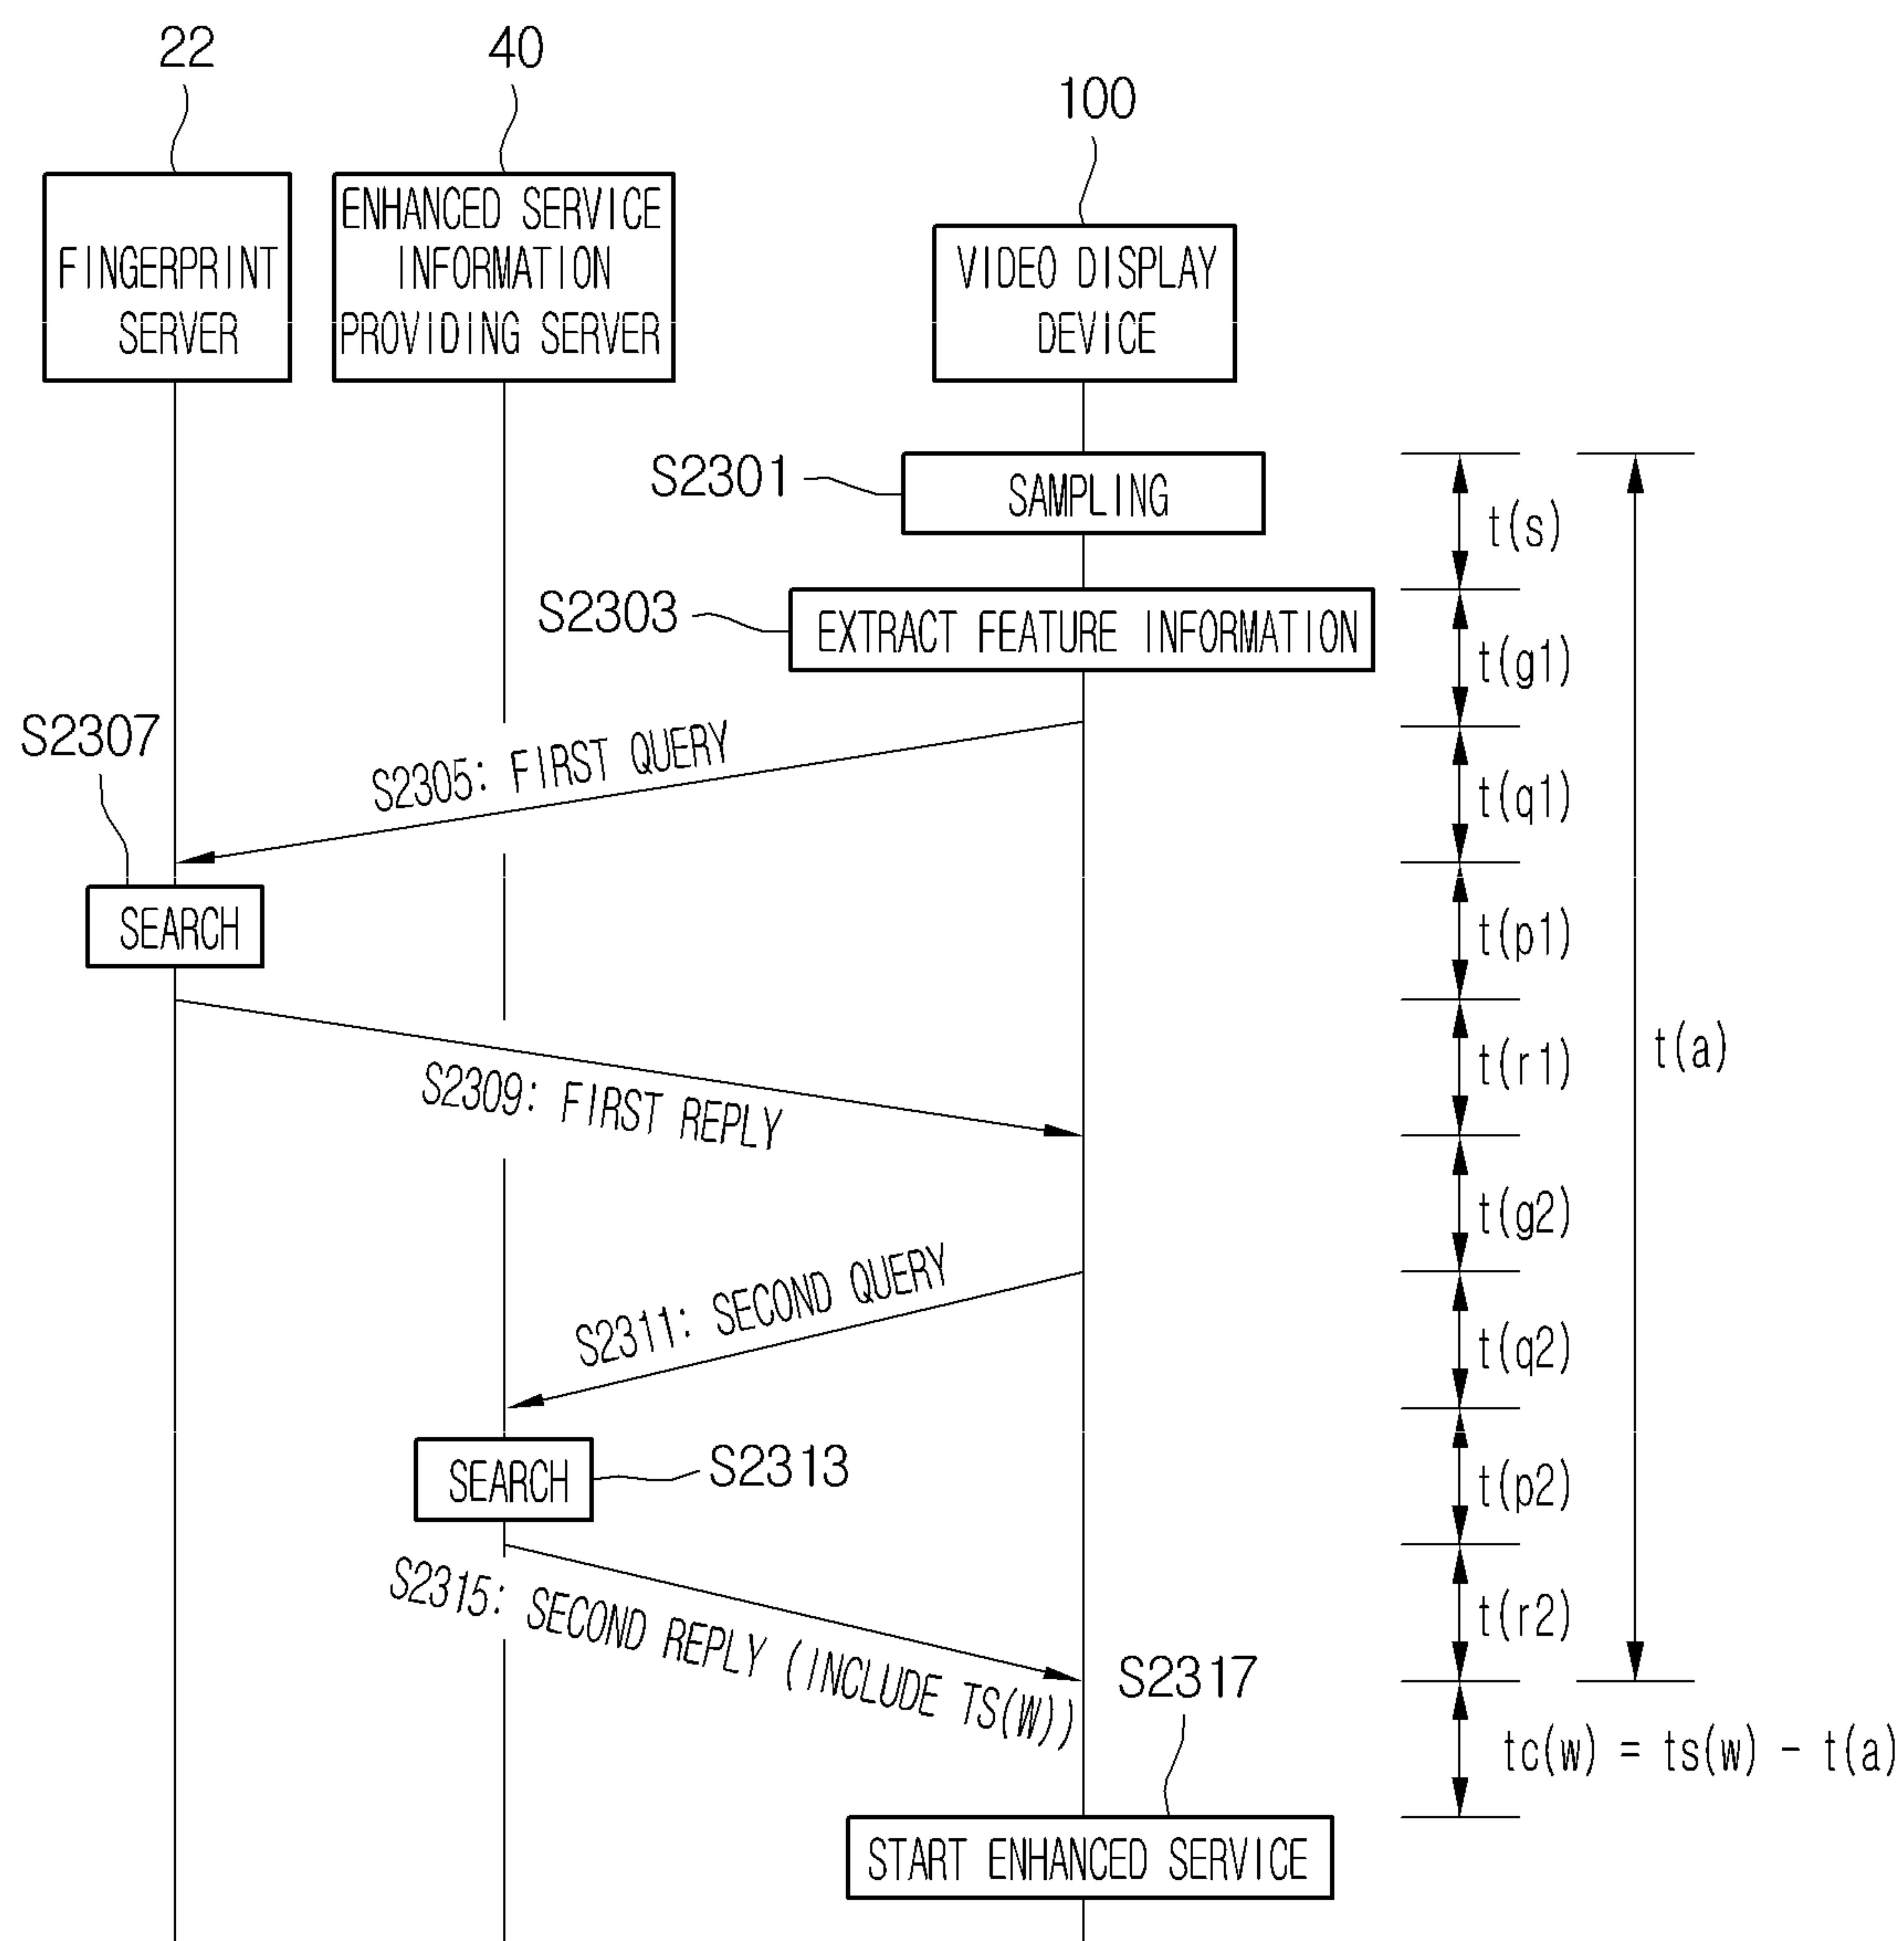 22
40
100
FINGERPRINT
SERVER
ENHANCED SERVICE
INFORMATION
PROVIDING SERVER
VIDEO DISPLAY
DEVICE
S2301
SAMPLING
t(s)
S2303
EXTRACT FEATURE INFORMATION
t(g1)
S2307
S2305: FIRST QUERY
t(q1)
SEARCH
t(p1)
S2309: FIRST REPLY
t(r1)
t(a)
t(g2)
S2311: SECOND QUERY
t(q2)
SEARCH
S2313
t(p2)
S2315: SECOND REPLY (INCLUDE TS(W))
t(r2)
S2317
tc(w) = ts(w) - t(a)
START ENHANCED SERVICE